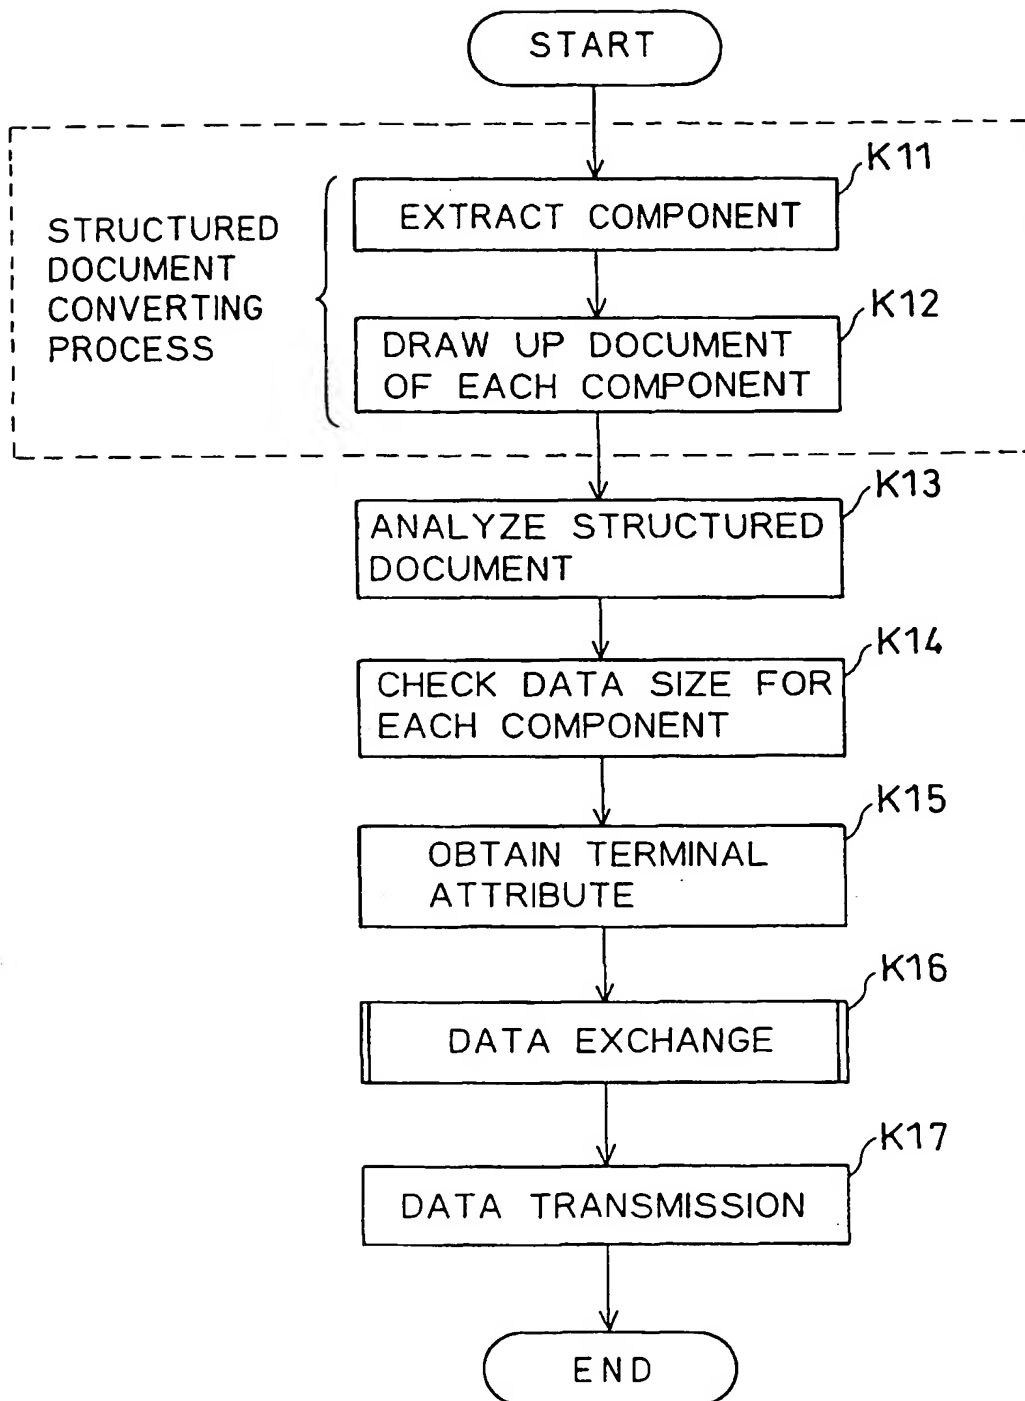 START
K11
EXTRACT COMPONENT
STRUCTURED
DOCUMENT
CONVERTING
PROCESS
K12
DRAW UP DOCUMENT
OF EACH COMPONENT
K13
ANALYZE STRUCTURED
DOCUMENT
K14
CHECK DATA SIZE FOR
EACH COMPONENT
K15
OBTAIN TERMINAL
ATTRIBUTE
K16
DATA EXCHANGE
K17
DATA TRANSMISSION
END